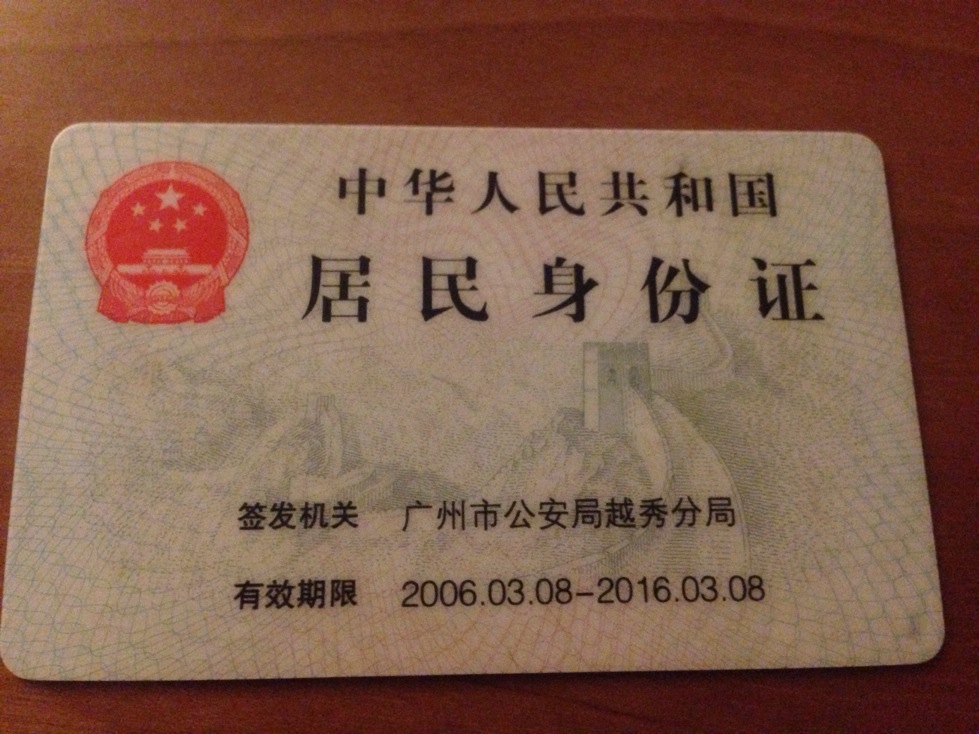 中华人民共和国
居民身份证
签发机关 广州市公安局越秀分局
有效期限 2006.03.08-2016.03.08